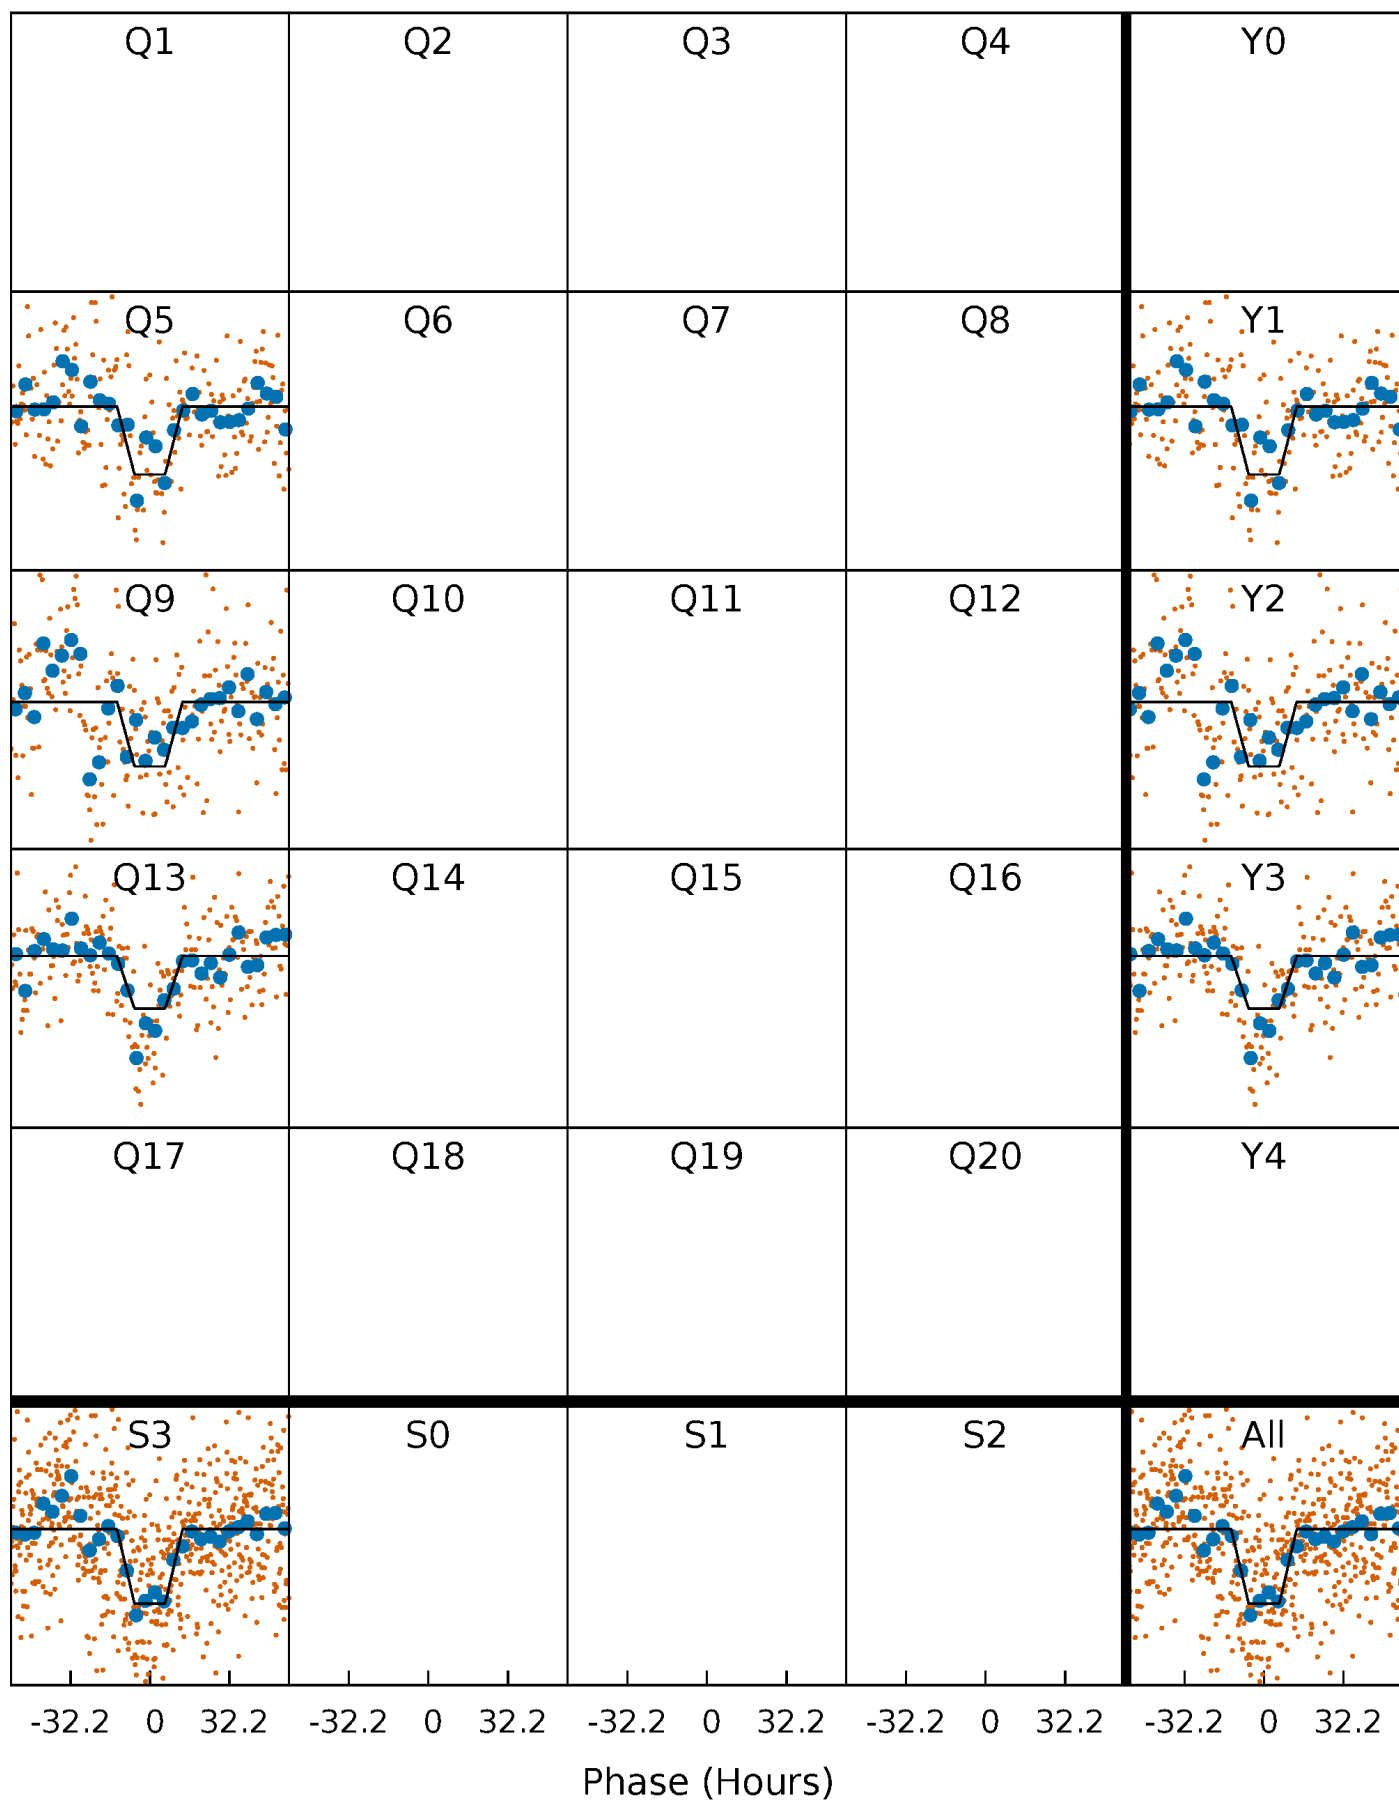 Q1 Q2 Q3 Q4 Y0
Q5 Q6 Q7 Q8 Y1
Q9 Q10 Q11 Q12 Y2
Q13 Q14 Q15 Q16 Y3
Q17 Q18 Q19 Q20 Y4
S3 S0 S1 S2 All
-32.2 0 32.2 -32.2 0 32.2 -32.2 0 32.2 -32.2 0 32.2 -32.2 0 32.2
Phase (Hours)